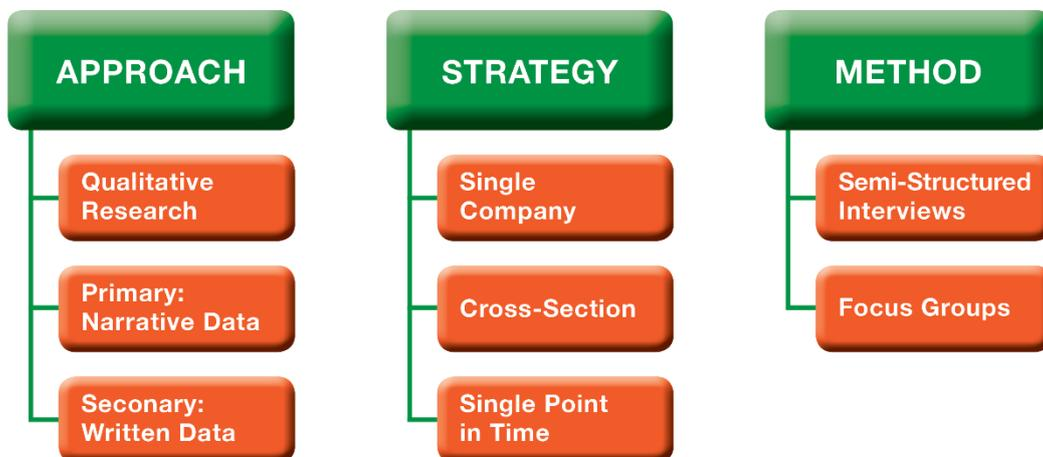 APPROACH
Qualitative
Research
Primary:
Narrative Data
Seconary:
Written Data
STRATEGY
Single
Company
Cross-Section
Single Point
in Time
METHOD
Semi-Structured
Interviews
Focus Groups